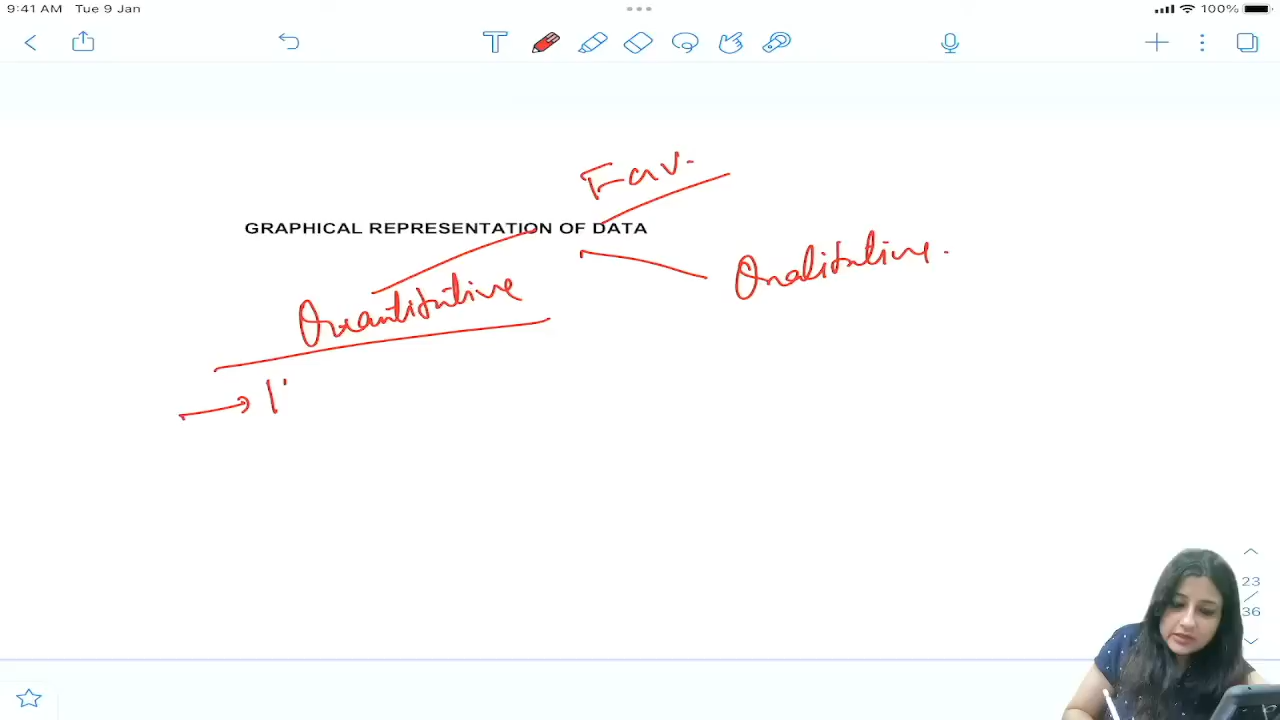 9:41 AM Tue 9 Jan
100%
T
Fav.
GRAPHICAL REPRESENTATION OF DATA
Qualitative.
Quantitative
23
36